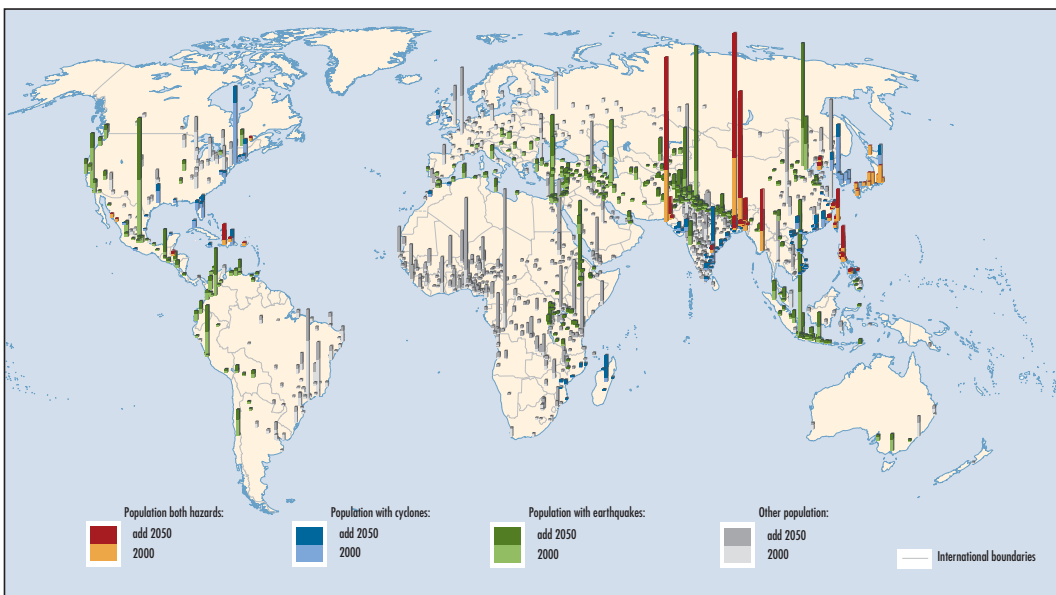 Population both hazards:
add 2050
2000
Population with cyclones:
add 2050
2000
Population with earthquakes:
add 2050
2000
Other population:
add 2050
2000
International boundaries